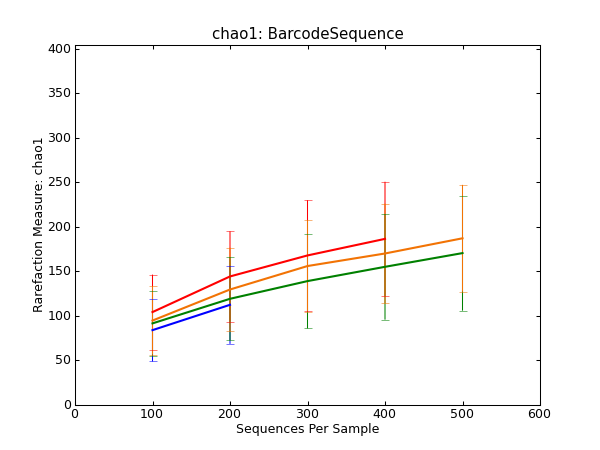 chao1: BarcodeSequence
Rarefaction Measure: chao1
400
350
300
250
200
150
100
50
0
0 100 200 300 400 500 600
Sequences Per Sample